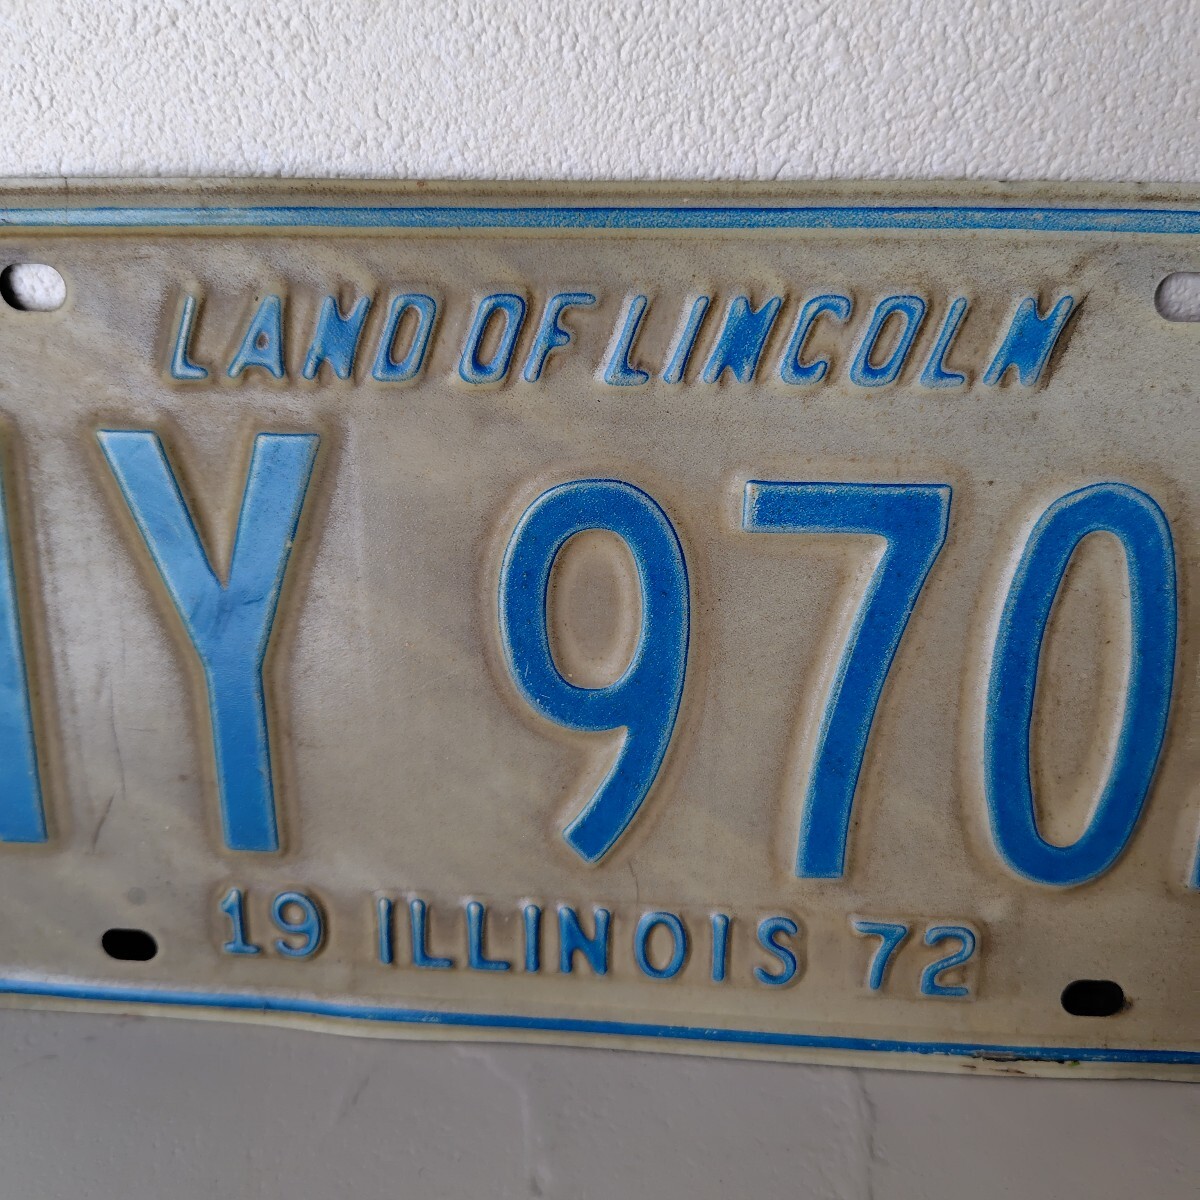 LAND OF LINCOLN
Y 970
19 ILLINOIS 72